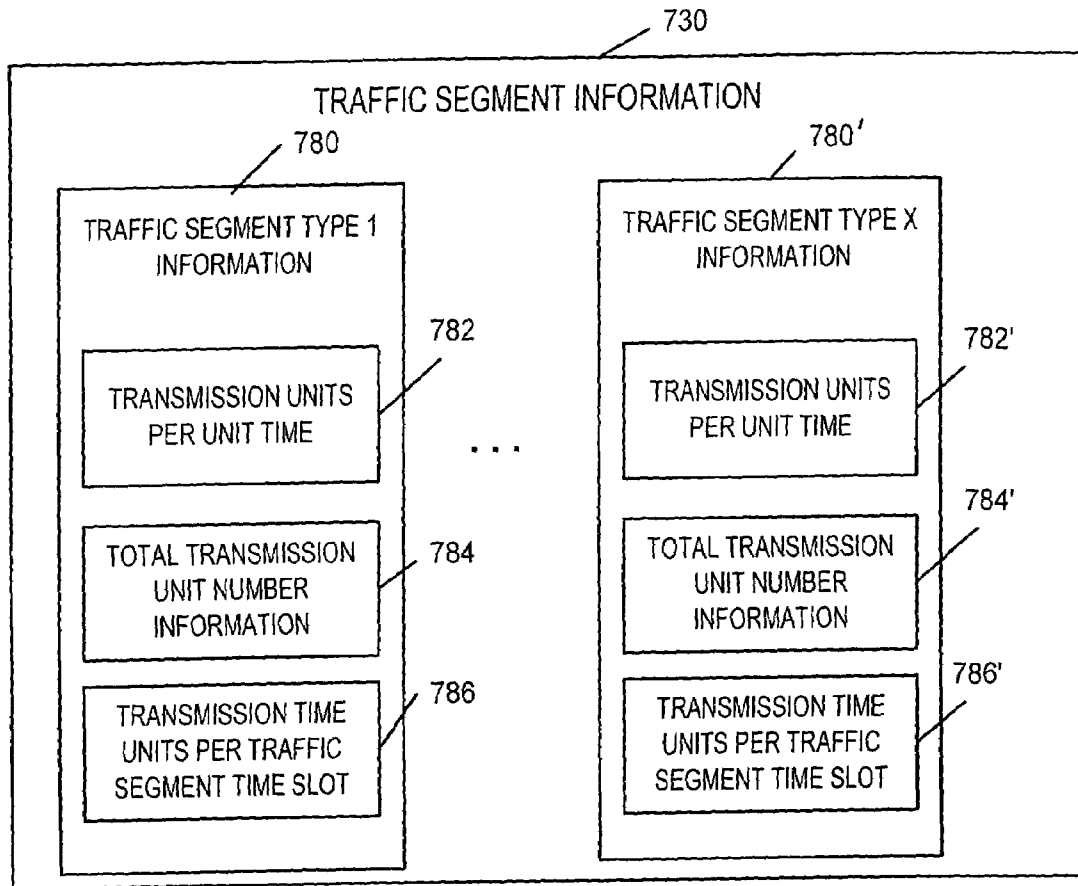 730
TRAFFIC SEGMENT INFORMATION
780
TRAFFIC SEGMENT TYPE 1
INFORMATION
782
TRANSMISSION UNITS
PER UNIT TIME
784
TOTAL TRANSMISSION
UNIT NUMBER
INFORMATION
786
TRANSMISSION TIME
UNITS PER TRAFFIC
SEGMENT TIME SLOT
. . .
780'
TRAFFIC SEGMENT TYPE X
INFORMATION
782'
TRANSMISSION UNITS
PER UNIT TIME
784'
TOTAL TRANSMISSION
UNIT NUMBER
INFORMATION
786'
TRANSMISSION TIME
UNITS PER TRAFFIC
SEGMENT TIME SLOT